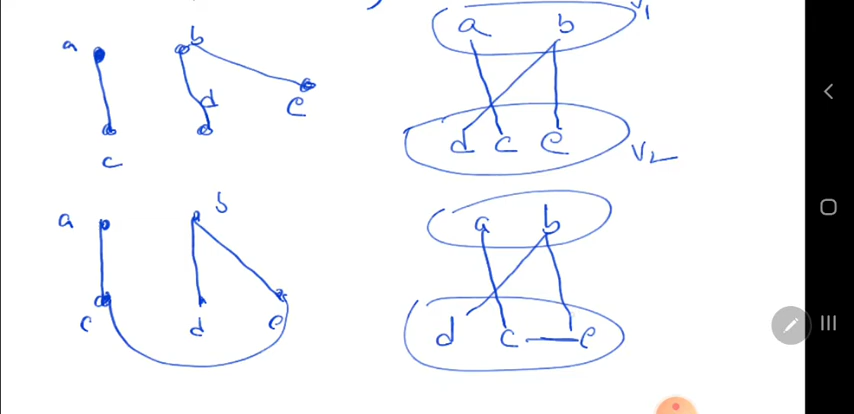 a b a b V1
d e
c d c e V2
b
a a b
c d e d c e